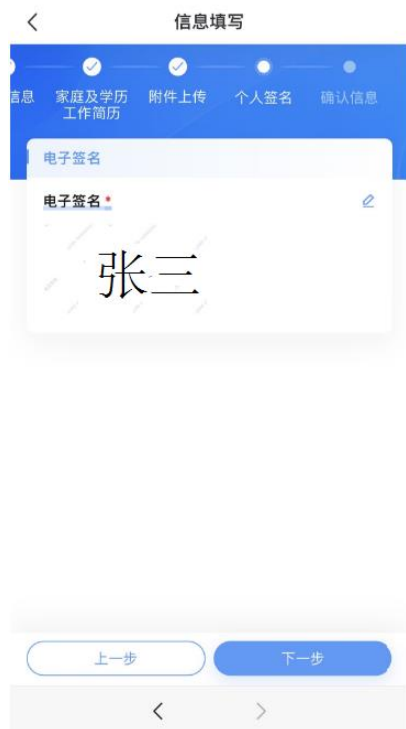 信息填写
言息
家庭及学历
工作简历
附件上传
个人签名
确认信息
电子签名
电子签名*
张三
上一步
下一步